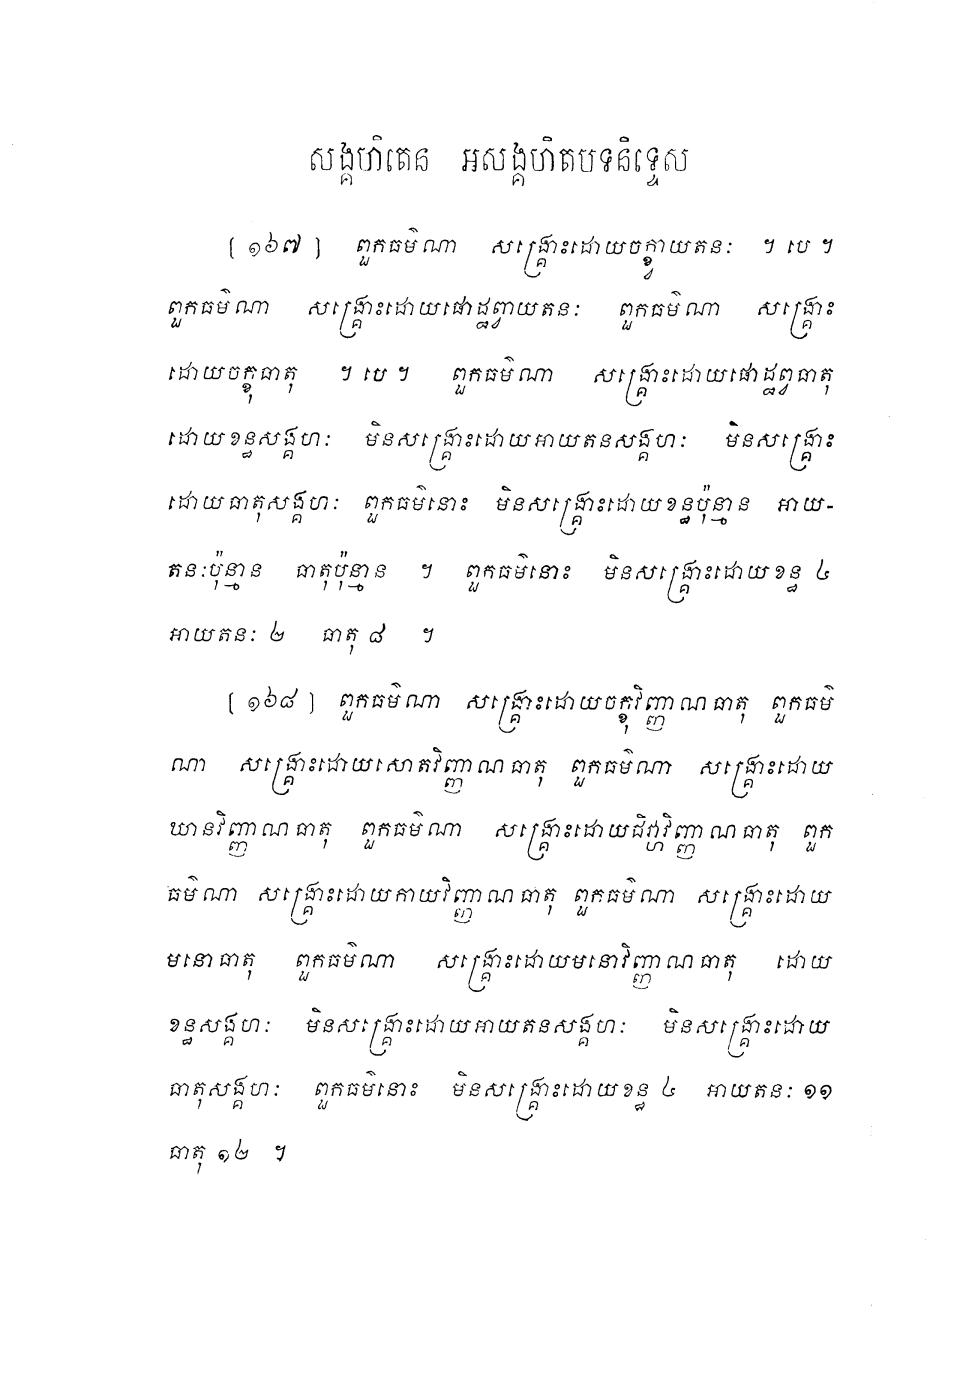 សង្គហិតេន អសង្គហិតបទនិទ្ទេស
[ ១៦៧ ] ពួកធម៌ណា សង្គ្រោះដោយចក្ខាយតនៈ ។ បេ ។
ពួកធម៌ណា សង្គ្រោះដោយផោដ្ឋព្វាយតនៈ ពួកធម៌ណា សង្គ្រោះ
ដោយចក្ខុធាតុ ។ បេ ។ ពួកធម៌ណា សង្គ្រោះដោយផោដ្ឋព្វធាតុ
ដោយខន្ធសង្គហៈ មិនសង្គ្រោះដោយអាយតនសង្គហៈ មិនសង្គ្រោះ
ដោយធាតុសង្គហៈ ពួកធម៌នោះ មិនសង្គ្រោះដោយខន្ធប៉ុន្មាន អាយ-
តនៈប៉ុន្មាន ធាតុប៉ុន្មាន ។ ពួកធម៌នោះ មិនសង្គ្រោះដោយខន្ធ ៤
អាយតនៈ ២ ធាតុ ៨ ។
[ ១៦៨ ] ពួកធម៌ណា សង្គ្រោះដោយចក្ខុវិញ្ញាណធាតុ ពួកធម៌
ណា សង្គ្រោះដោយសោតវិញ្ញាណធាតុ ពួកធម៌ណា សង្គ្រោះដោយ
ឃានវិញ្ញាណធាតុ ពួកធម៌ណា សង្គ្រោះដោយជិវ្ហាវិញ្ញាណធាតុ ពួក
ធម៌ណា សង្គ្រោះដោយកាយវិញ្ញាណធាតុ ពួកធម៌ណា សង្គ្រោះដោយ
មនោធាតុ ពួកធម៌ណា សង្គ្រោះដោយមនោវិញ្ញាណធាតុ ដោយ
ខន្ធសង្គហៈ មិនសង្គ្រោះដោយអាយតនសង្គហៈ មិនសង្គ្រោះដោយ
ធាតុសង្គហៈ ពួកធម៌នោះ មិនសង្គ្រោះដោយខន្ធ ៤ អាយតនៈ ១១
ធាតុ ១២ ។